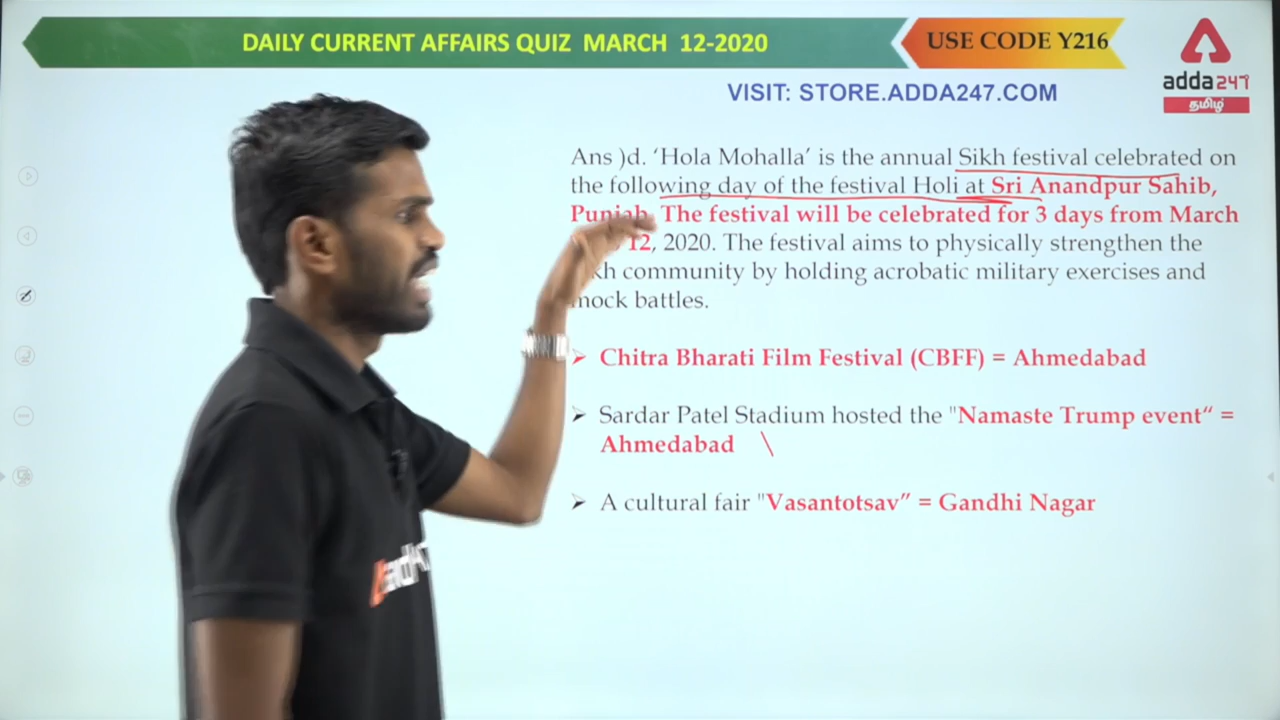 DAILY CURRENT AFFAIRS QUIZ MARCH 12-2020
USE CODE Y216
adda247
தமிழ்
VISIT: STORE.ADDA247.COM
Ans )d. ‘Hola Mohalla’ is the annual Sikh festival celebrated on
the following day of the festival Holi at Sri Anandpur Sahib,
Punjab. The festival will be celebrated for 3 days from March
12, 2020. The festival aims to physically strengthen the
community by holding acrobatic military exercises and
mock battles.
➢ Chitra Bharati Film Festival (CBFF) = Ahmedabad
➢ Sardar Patel Stadium hosted the "Namaste Trump event“ =
Ahmedabad
➢ A cultural fair "Vasantotsav” = Gandhi Nagar